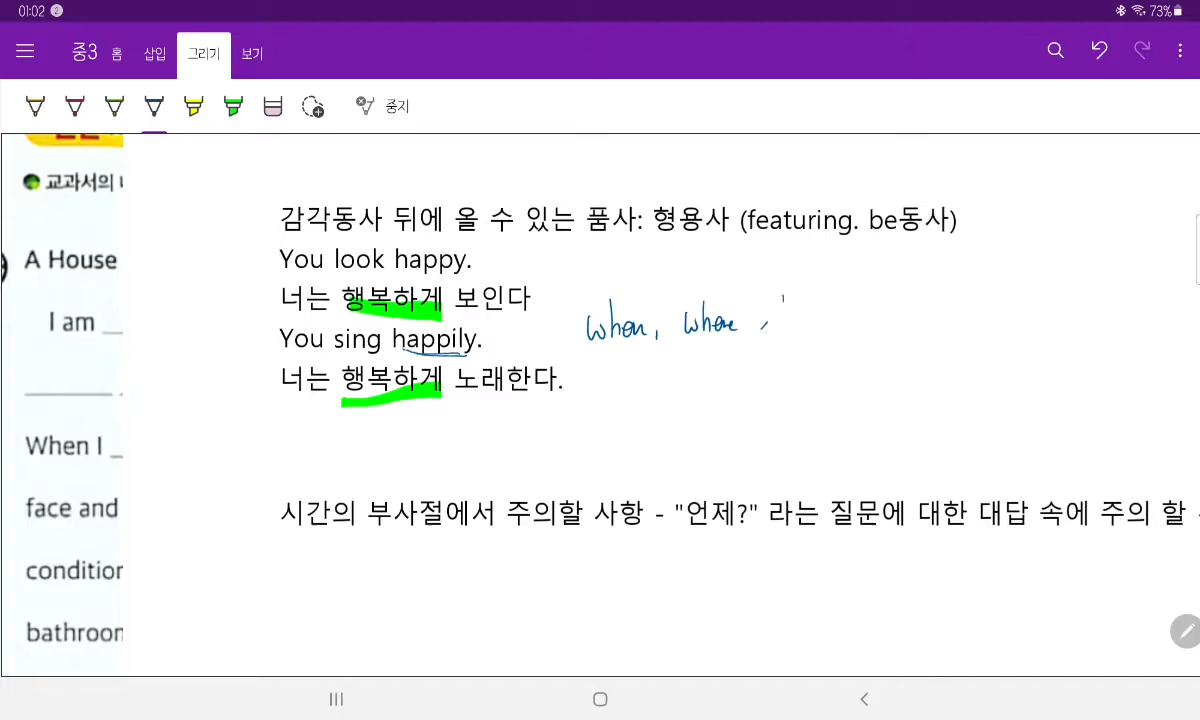 01:02 2 73%
중3 홈 삽입 그리기 보기
중지
교과서의
A House
I am __
When I _
face and
condition
bathroom
감각동사 뒤에 올 수 있는 품사: 형용사 (featuring. be동사)
You look happy.
너는 행복하게 보인다
You sing happily.
너는 행복하게 노래한다.
when, where
시간의 부사절에서 주의할 사항 - "언제?" 라는 질문에 대한 대답 속에 주의 할